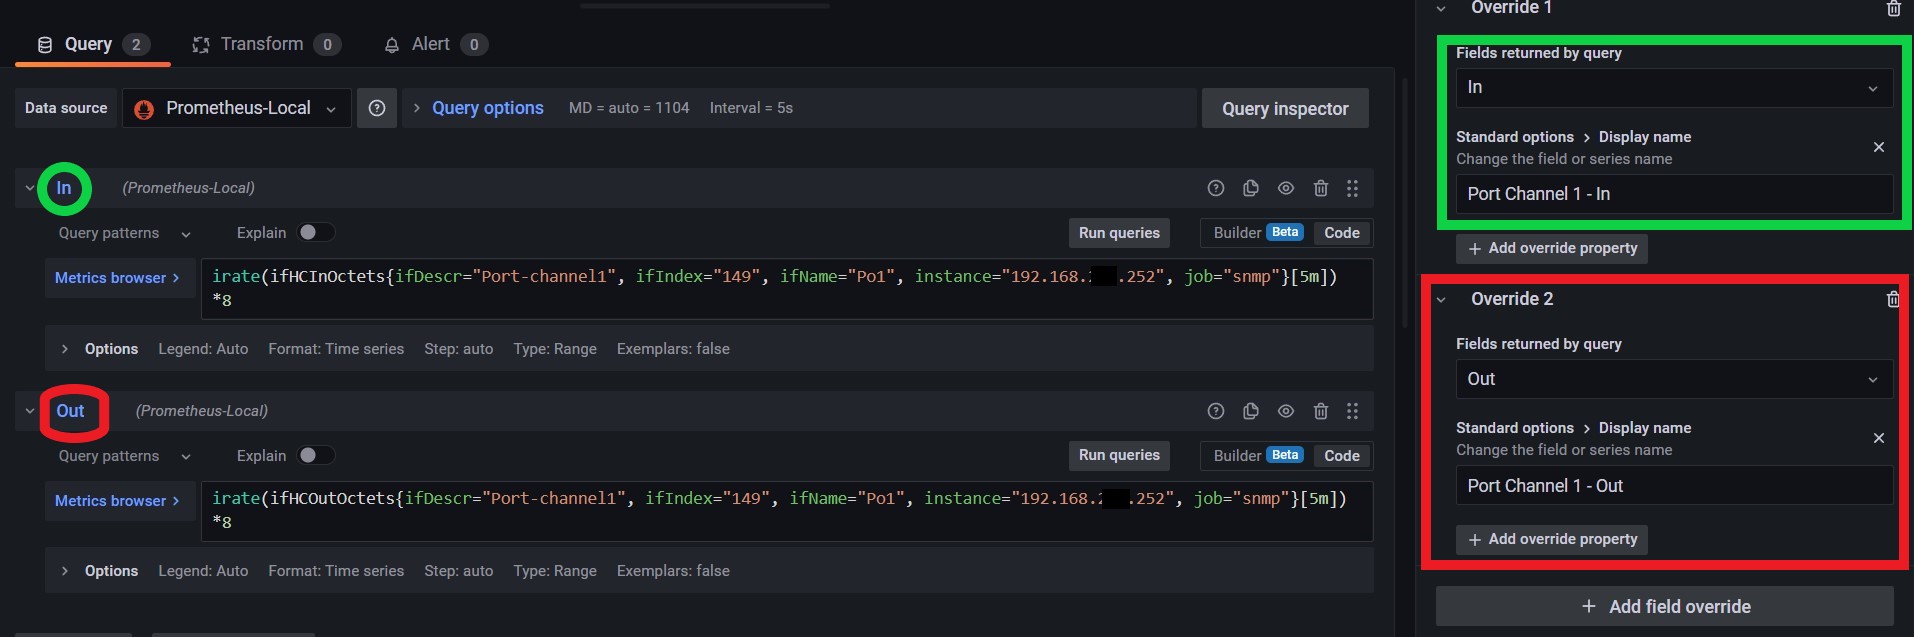 Query 2 Transform 0 Alert 0
Data source Prometheus-Local Query options MD = auto = 1104 Interval = 5s Query inspector
In (Prometheus-Local)
Query patterns Explain Run queries Builder Beta Code
Metrics browser > irate(ifHCInOctets{ifDescr="Port-channel1", ifIndex="149", ifName="Po1", instance="192.168. .252", job="snmp"}[5m])
*8
> Options Legend: Auto Format: Time series Step: auto Type: Range Exemplars: false
Out (Prometheus-Local)
Query patterns Explain Run queries Builder Beta Code
Metrics browser > irate(ifHCOutOctets{ifDescr="Port-channel1", ifIndex="149", ifName="Po1", instance="192.168. .252", job="snmp"}[5m])
*8
> Options Legend: Auto Format: Time series Step: auto Type: Range Exemplars: false
Override 1
Fields returned by query
In
Standard options > Display name
Change the field or series name
Port Channel 1 - In
+ Add override property
Override 2
Fields returned by query
Out
Standard options > Display name
Change the field or series name
Port Channel 1 - Out
+ Add override property
+ Add field override